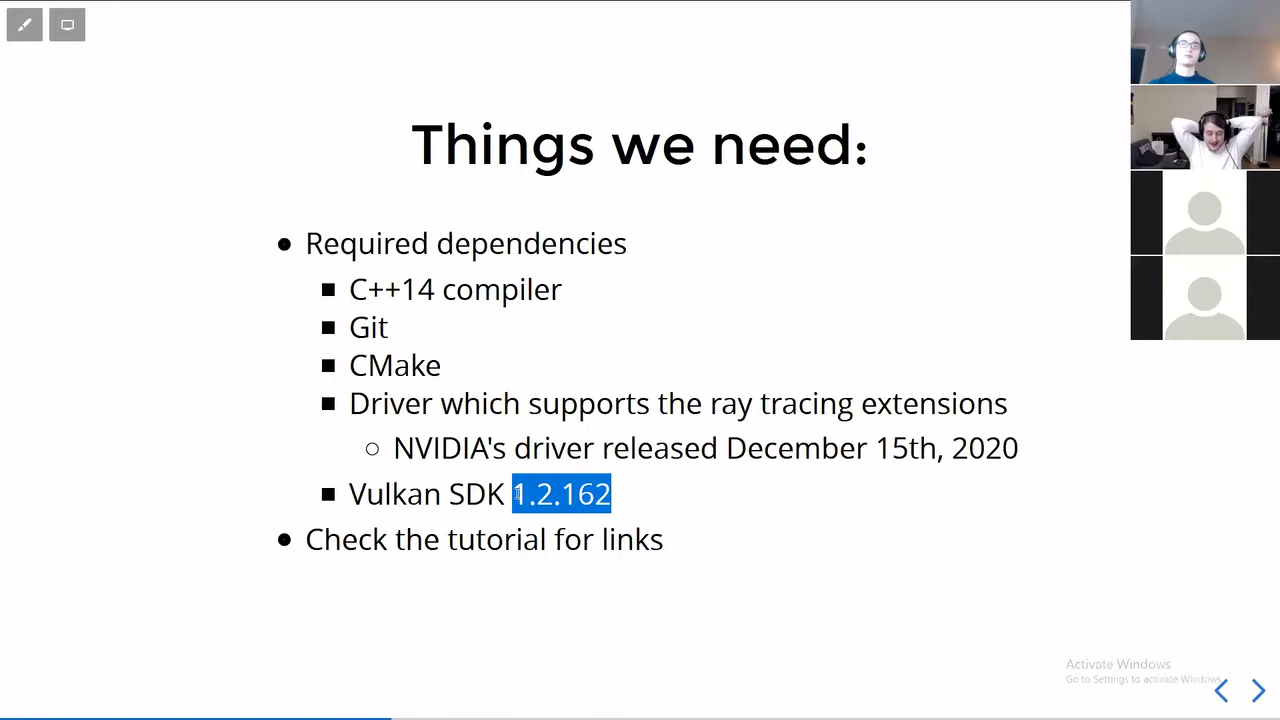 Things we need:
Required dependencies
C++14 compiler
Git
CMake
Driver which supports the ray tracing extensions
NVIDIA's driver released December 15th, 2020
Vulkan SDK 1.2.162
Check the tutorial for links
Activate Windows
Go to Settings to activate Windows.